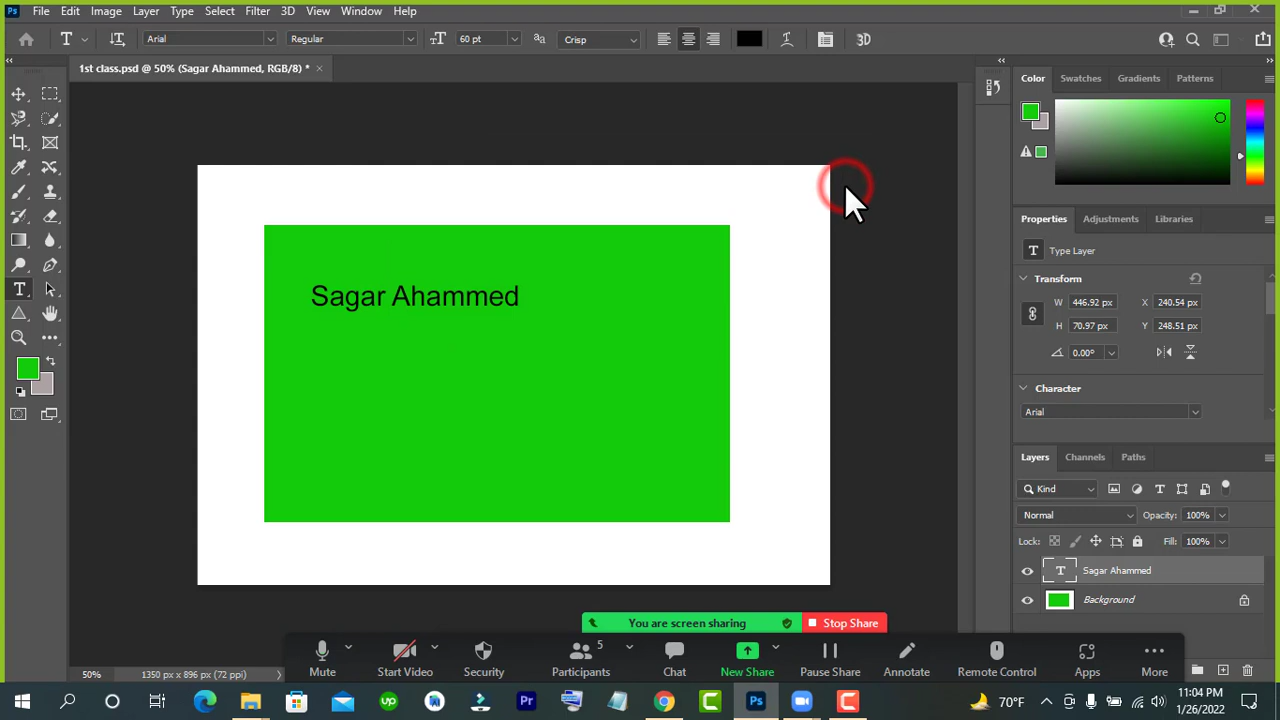 Ps File Edit Image Layer Type Select Filter 3D View Window Help
T Arial Regular 60 pt aa Crisp 3D
1st class.psd @ 50% (Sagar Ahammed, RGB/8) * ×
Color Swatches Gradients Patterns
Sagar Ahammed
Properties Adjustments Libraries
T Type Layer
Transform
W 446.92 px X 240.54 px
H 70.97 px Y 248.51 px
0.00°
Character
Arial
Layers Channels Paths
Kind
Normal Opacity: 100%
Lock: Fill: 100%
T Sagar Ahammed
Background
You are screen sharing Stop Share
5
Mute Start Video Security Participants Chat New Share Pause Share Annotate Remote Control Apps More
50% 1350 px x 896 px (72 ppi)
up Pr C Ps 70°F 11:04 PM
1/26/2022